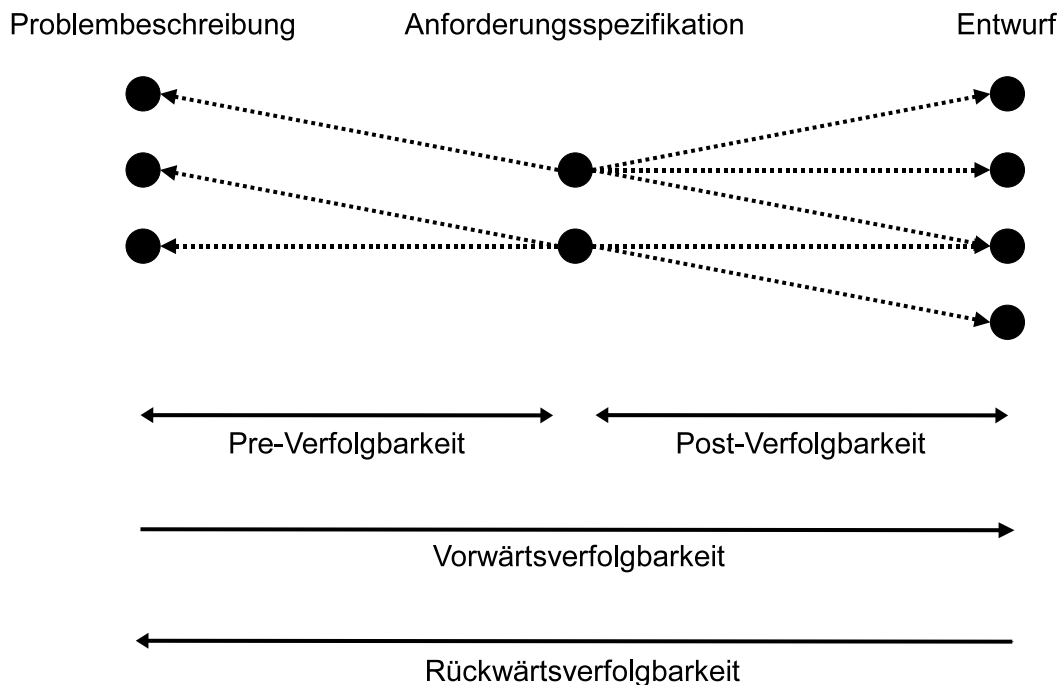 Problembeschreibung
Anforderungsspezifikation
Entwurf
Pre-Verfolgbarkeit
Post-Verfolgbarkeit
Vorwärtsverfolgbarkeit
Rückwärtsverfolgbarkeit